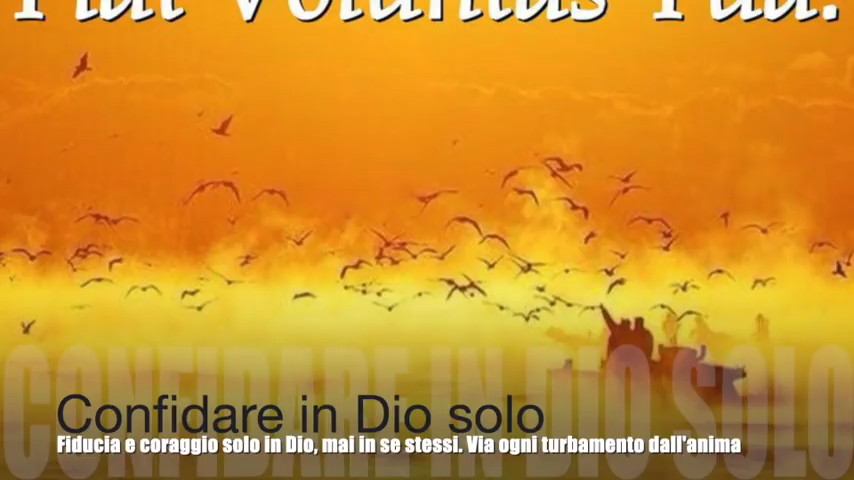 Fiat Voluntas Tua!
CONFIDARE IN DIO SOLO
Confidare in Dio solo
Fiducia e coraggio solo in Dio, mai in se stessi. Via ogni turbamento dall'anima